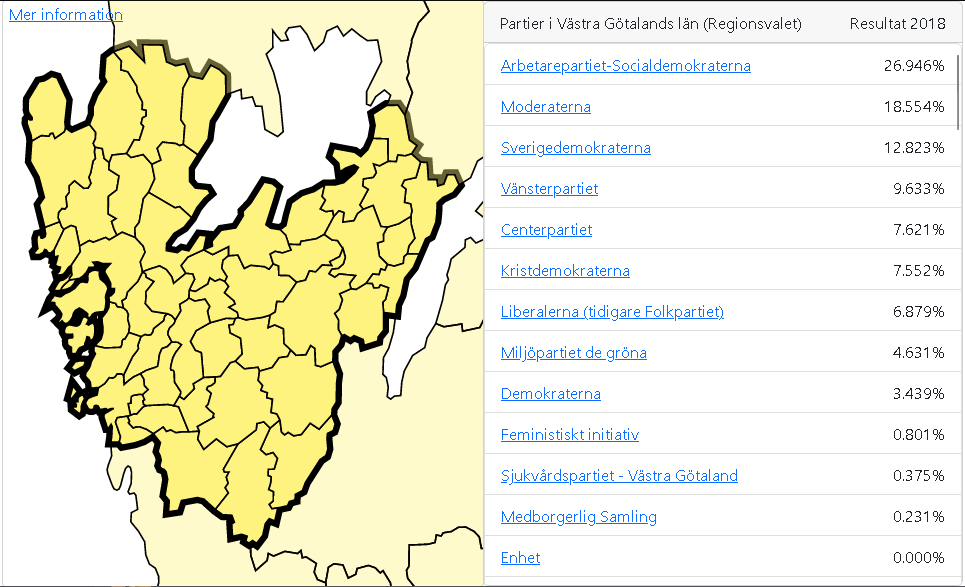 Mer information
Partier i Västra Götalands län (Regionsvalet) Resultat 2018
Arbetarepartiet-Socialdemokraterna 26.946%
Moderaterna 18.554%
Sverigedemokraterna 12.823%
Vänsterpartiet 9.633%
Centerpartiet 7.621%
Kristdemokraterna 7.552%
Liberalerna (tidigare Folkpartiet) 6.879%
Miljöpartiet de gröna 4.631%
Demokraterna 3.439%
Feministiskt initiativ 0.801%
Sjukvårdspartiet - Västra Götaland 0.375%
Medborgerlig Samling 0.231%
Enhet 0.000%